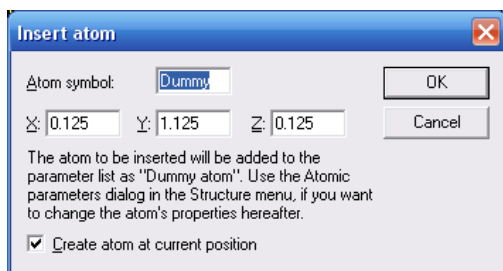 Insert atom
Atom symbol: Dummy OK
X: 0.125 Y: 1.125 Z: 0.125 Cancel
The atom to be inserted will be added to the
parameter list as "Dummy atom". Use the Atomic
parameters dialog in the Structure menu, if you want
to change the atom's properties hereafter.
Create atom at current position